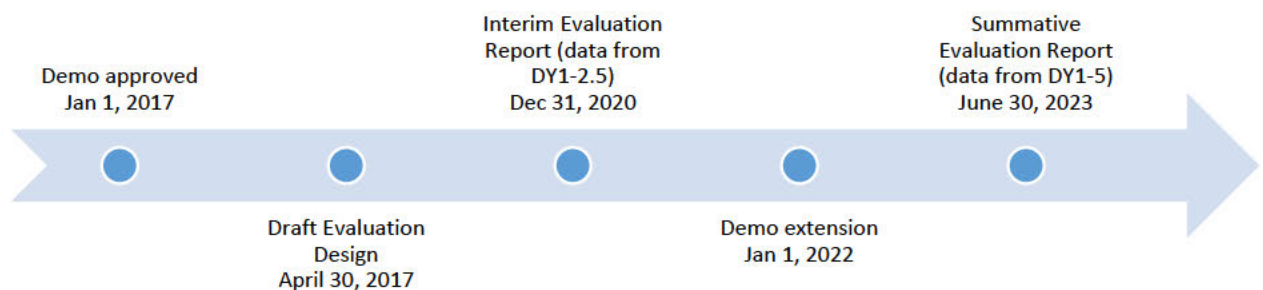 Demo approved
Jan 1, 2017
Draft Evaluation
Design
April 30, 2017
Interim Evaluation
Report (data from
DY1-2.5)
Dec 31, 2020
Demo extension
Jan 1, 2022
Summative
Evaluation Report
(data from DY1-5)
June 30, 2023